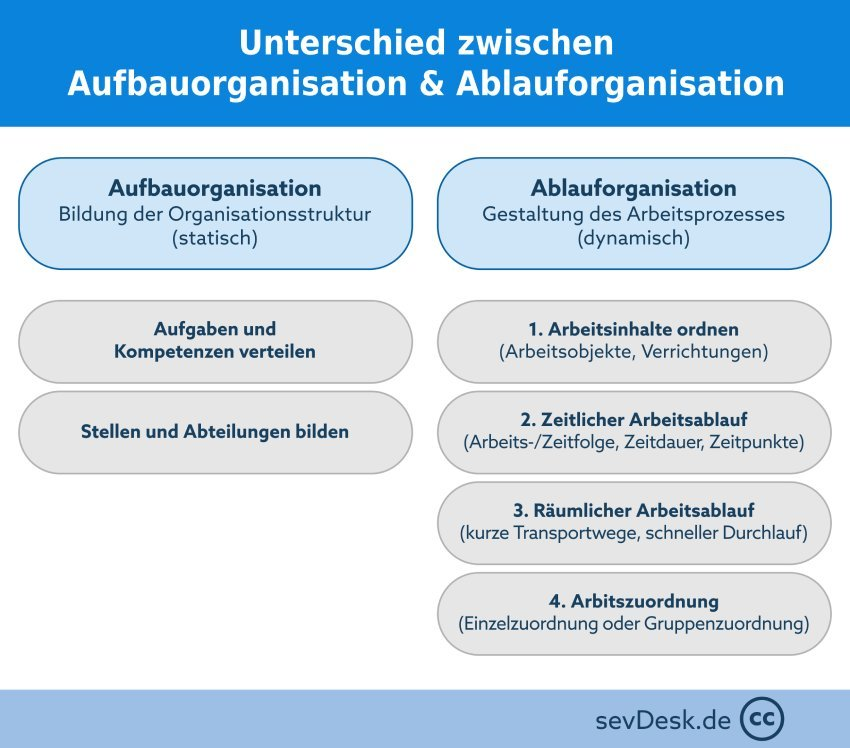 Unterschied zwischen
Aufbauorganisation & Ablauforganisation
Aufbauorganisation
Bildung der Organisationsstruktur
(statisch)
Aufgaben und
Kompetenzen verteilen
Stellen und Abteilungen bilden
Ablauforganisation
Gestaltung des Arbeitsprozesses
(dynamisch)
1. Arbeitsinhalte ordnen
(Arbeitsobjekte, Verrichtungen)
2. Zeitlicher Arbeitsablauf
(Arbeits-/Zeitfolge, Zeitdauer, Zeitpunkte)
3. Räumlicher Arbeitsablauf
(kurze Transportwege, schneller Durchlauf)
4. Arbitszuordnung
(Einzelzuordnung oder Gruppenzuordnung)
sevDesk.de cc